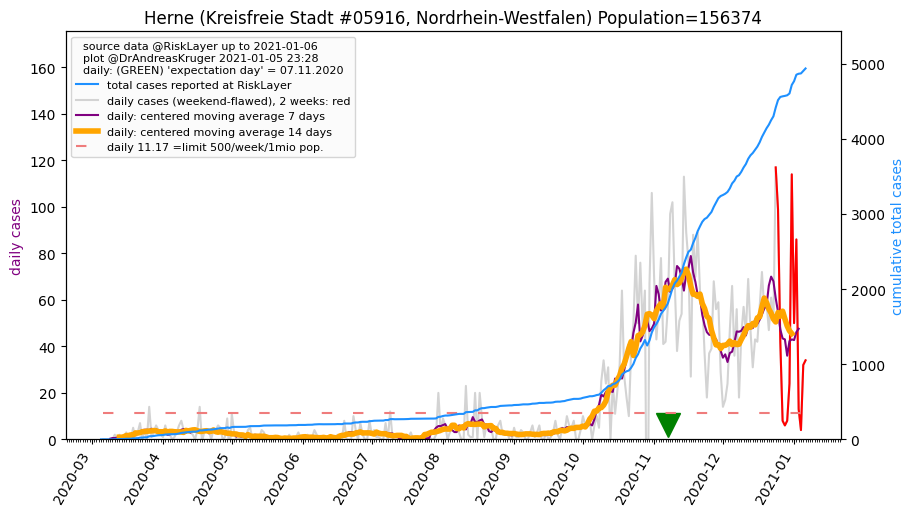 Herne (Kreisfreie Stadt #05916, Nordrhein-Westfalen) Population=156374
source data @RiskLayer up to 2021-01-06
plot @DrAndreasKruger 2021-01-05 23:28
daily: (GREEN) 'expectation day' = 07.11.2020
total cases reported at RiskLayer
daily cases (weekend-flawed), 2 weeks: red
daily: centered moving average 7 days
daily: centered moving average 14 days
daily 11.17 =limit 500/week/1mio pop.
daily cases
160
140
120
100
80
60
40
20
0
cumulative total cases
5000
4000
3000
2000
1000
0
2020-03
2020-04
2020-05
2020-06
2020-07
2020-08
2020-09
2020-10
2020-11
2020-12
2021-01